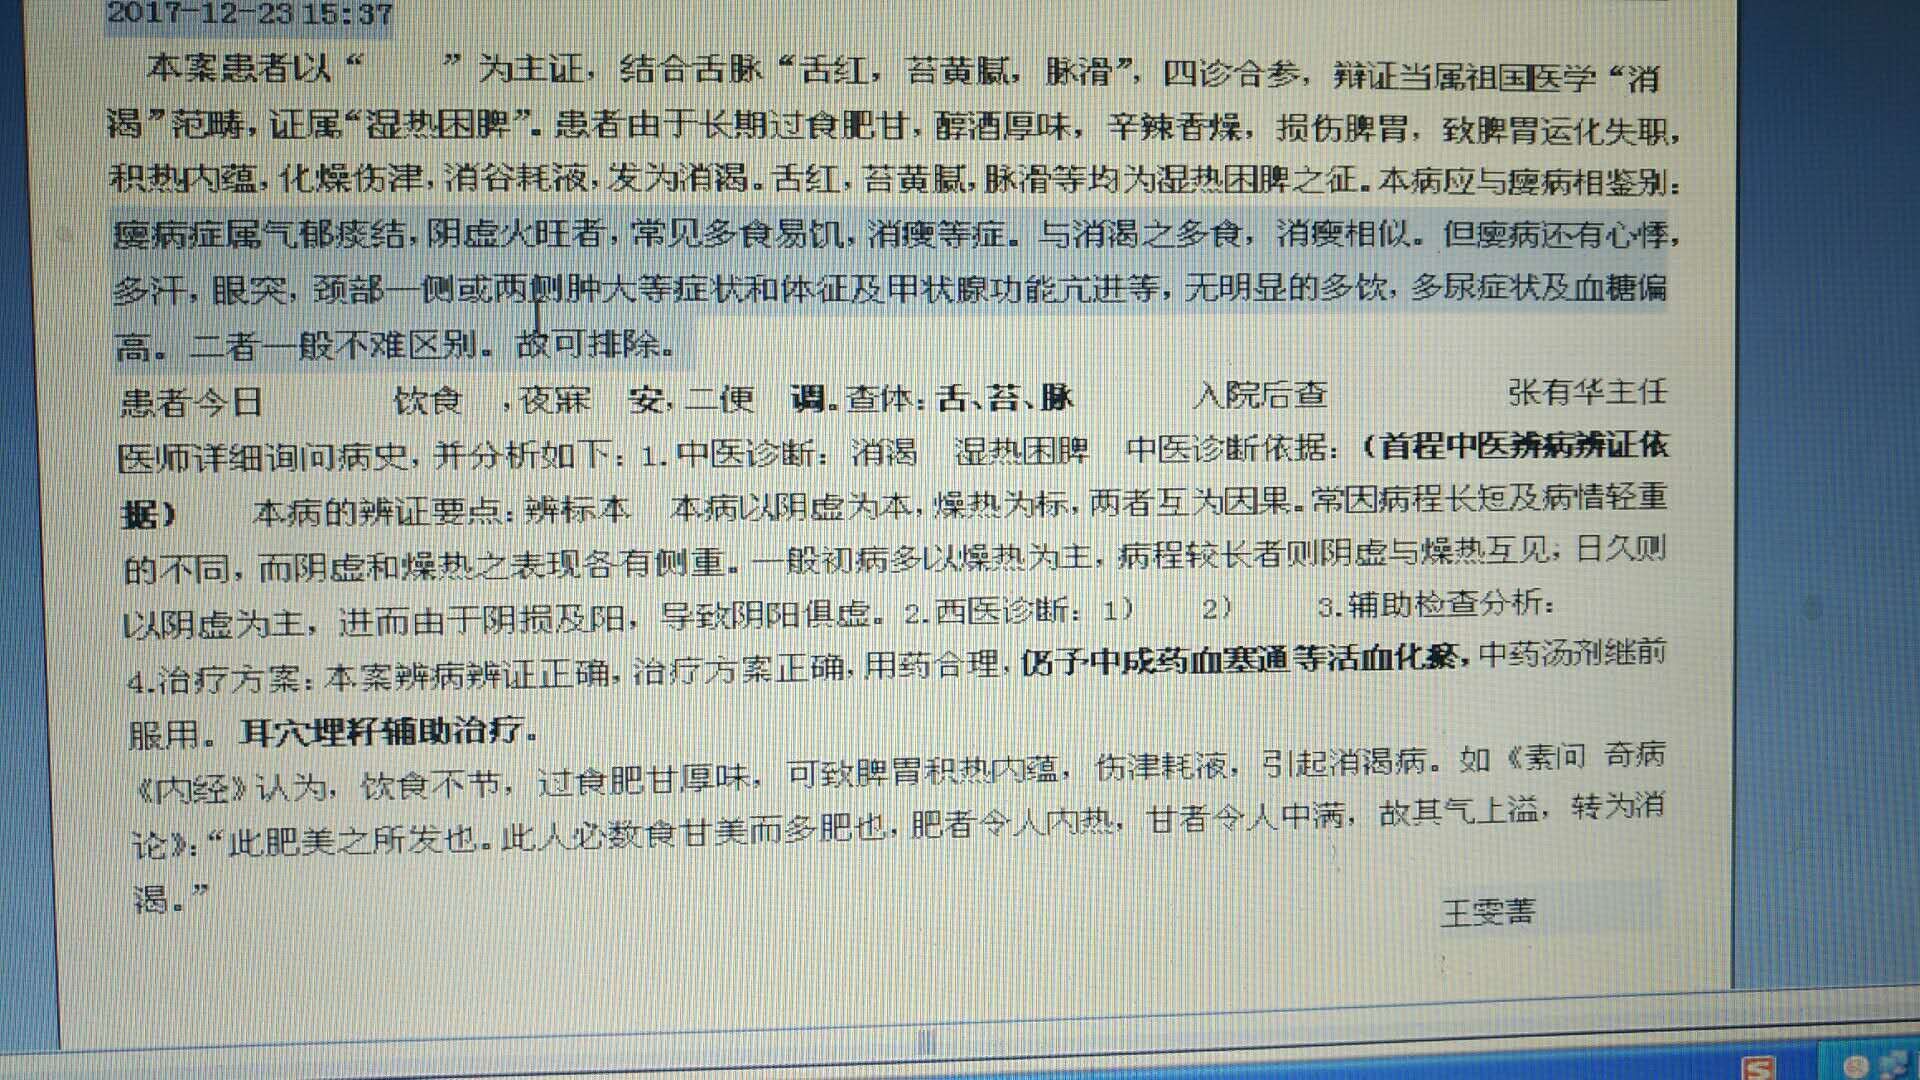 2017-12-23 15:37
本案患者以“　　”为主证，结合舌脉“舌红，苔黄腻，脉滑”，四诊合参，辩证当属祖国医学“消
渴”范畴，证属“湿热困脾”。患者由于长期过食肥甘，醇酒厚味，辛辣香燥，损伤脾胃，致脾胃运化失职，
积热内蕴，化燥伤津，消谷耗液，发为消渴。舌红，苔黄腻，脉滑等均为湿热困脾之征。本病应与瘿病相鉴别：
瘿病症属气郁痰结，阴虚火旺者，常见多食易饥，消瘦等症。与消渴之多食，消瘦相似。但瘿病还有心悸，
多汗，眼突，颈部一侧或两侧肿大等症状和体征及甲状腺功能亢进等，无明显的多饮，多尿症状及血糖偏
高。二者一般不难区别。故可排除。
患者今日　　饮食　，夜寐　安，二便　调。查体：舌、苔、脉　　入院后查　　张有华主任
医师详细询问病史，并分析如下：1.中医诊断：消渴　湿热困脾　中医诊断依据：（首程中医辨病辨证依
据）　本病的辨证要点：辨标本　本病以阴虚为本，燥热为标，两者互为因果。常因病程长短及病情轻重
的不同，而阴虚和燥热之表现各有侧重。一般初病多以燥热为主，病程较长者则阴虚与燥热互见，日久则
以阴虚为主，进而由于阴损及阳，导致阴阳俱虚。2.西医诊断：1）　2）　3.辅助检查分析：
4.治疗方案：本案辨病辨证正确，治疗方案正确，用药合理，仍予中成药血塞通等活血化瘀，中药汤剂继前
服用。耳穴埋籽辅助治疗。
《内经》认为，饮食不节，过食肥甘厚味，可致脾胃积热内蕴，伤津耗液，引起消渴病。如《素问 奇病
论》：“此肥美之所发也。此人必数食甘美而多肥也，肥者令人内热，甘者令人中满，故其气上溢，转为消
渴。”
王雯菁